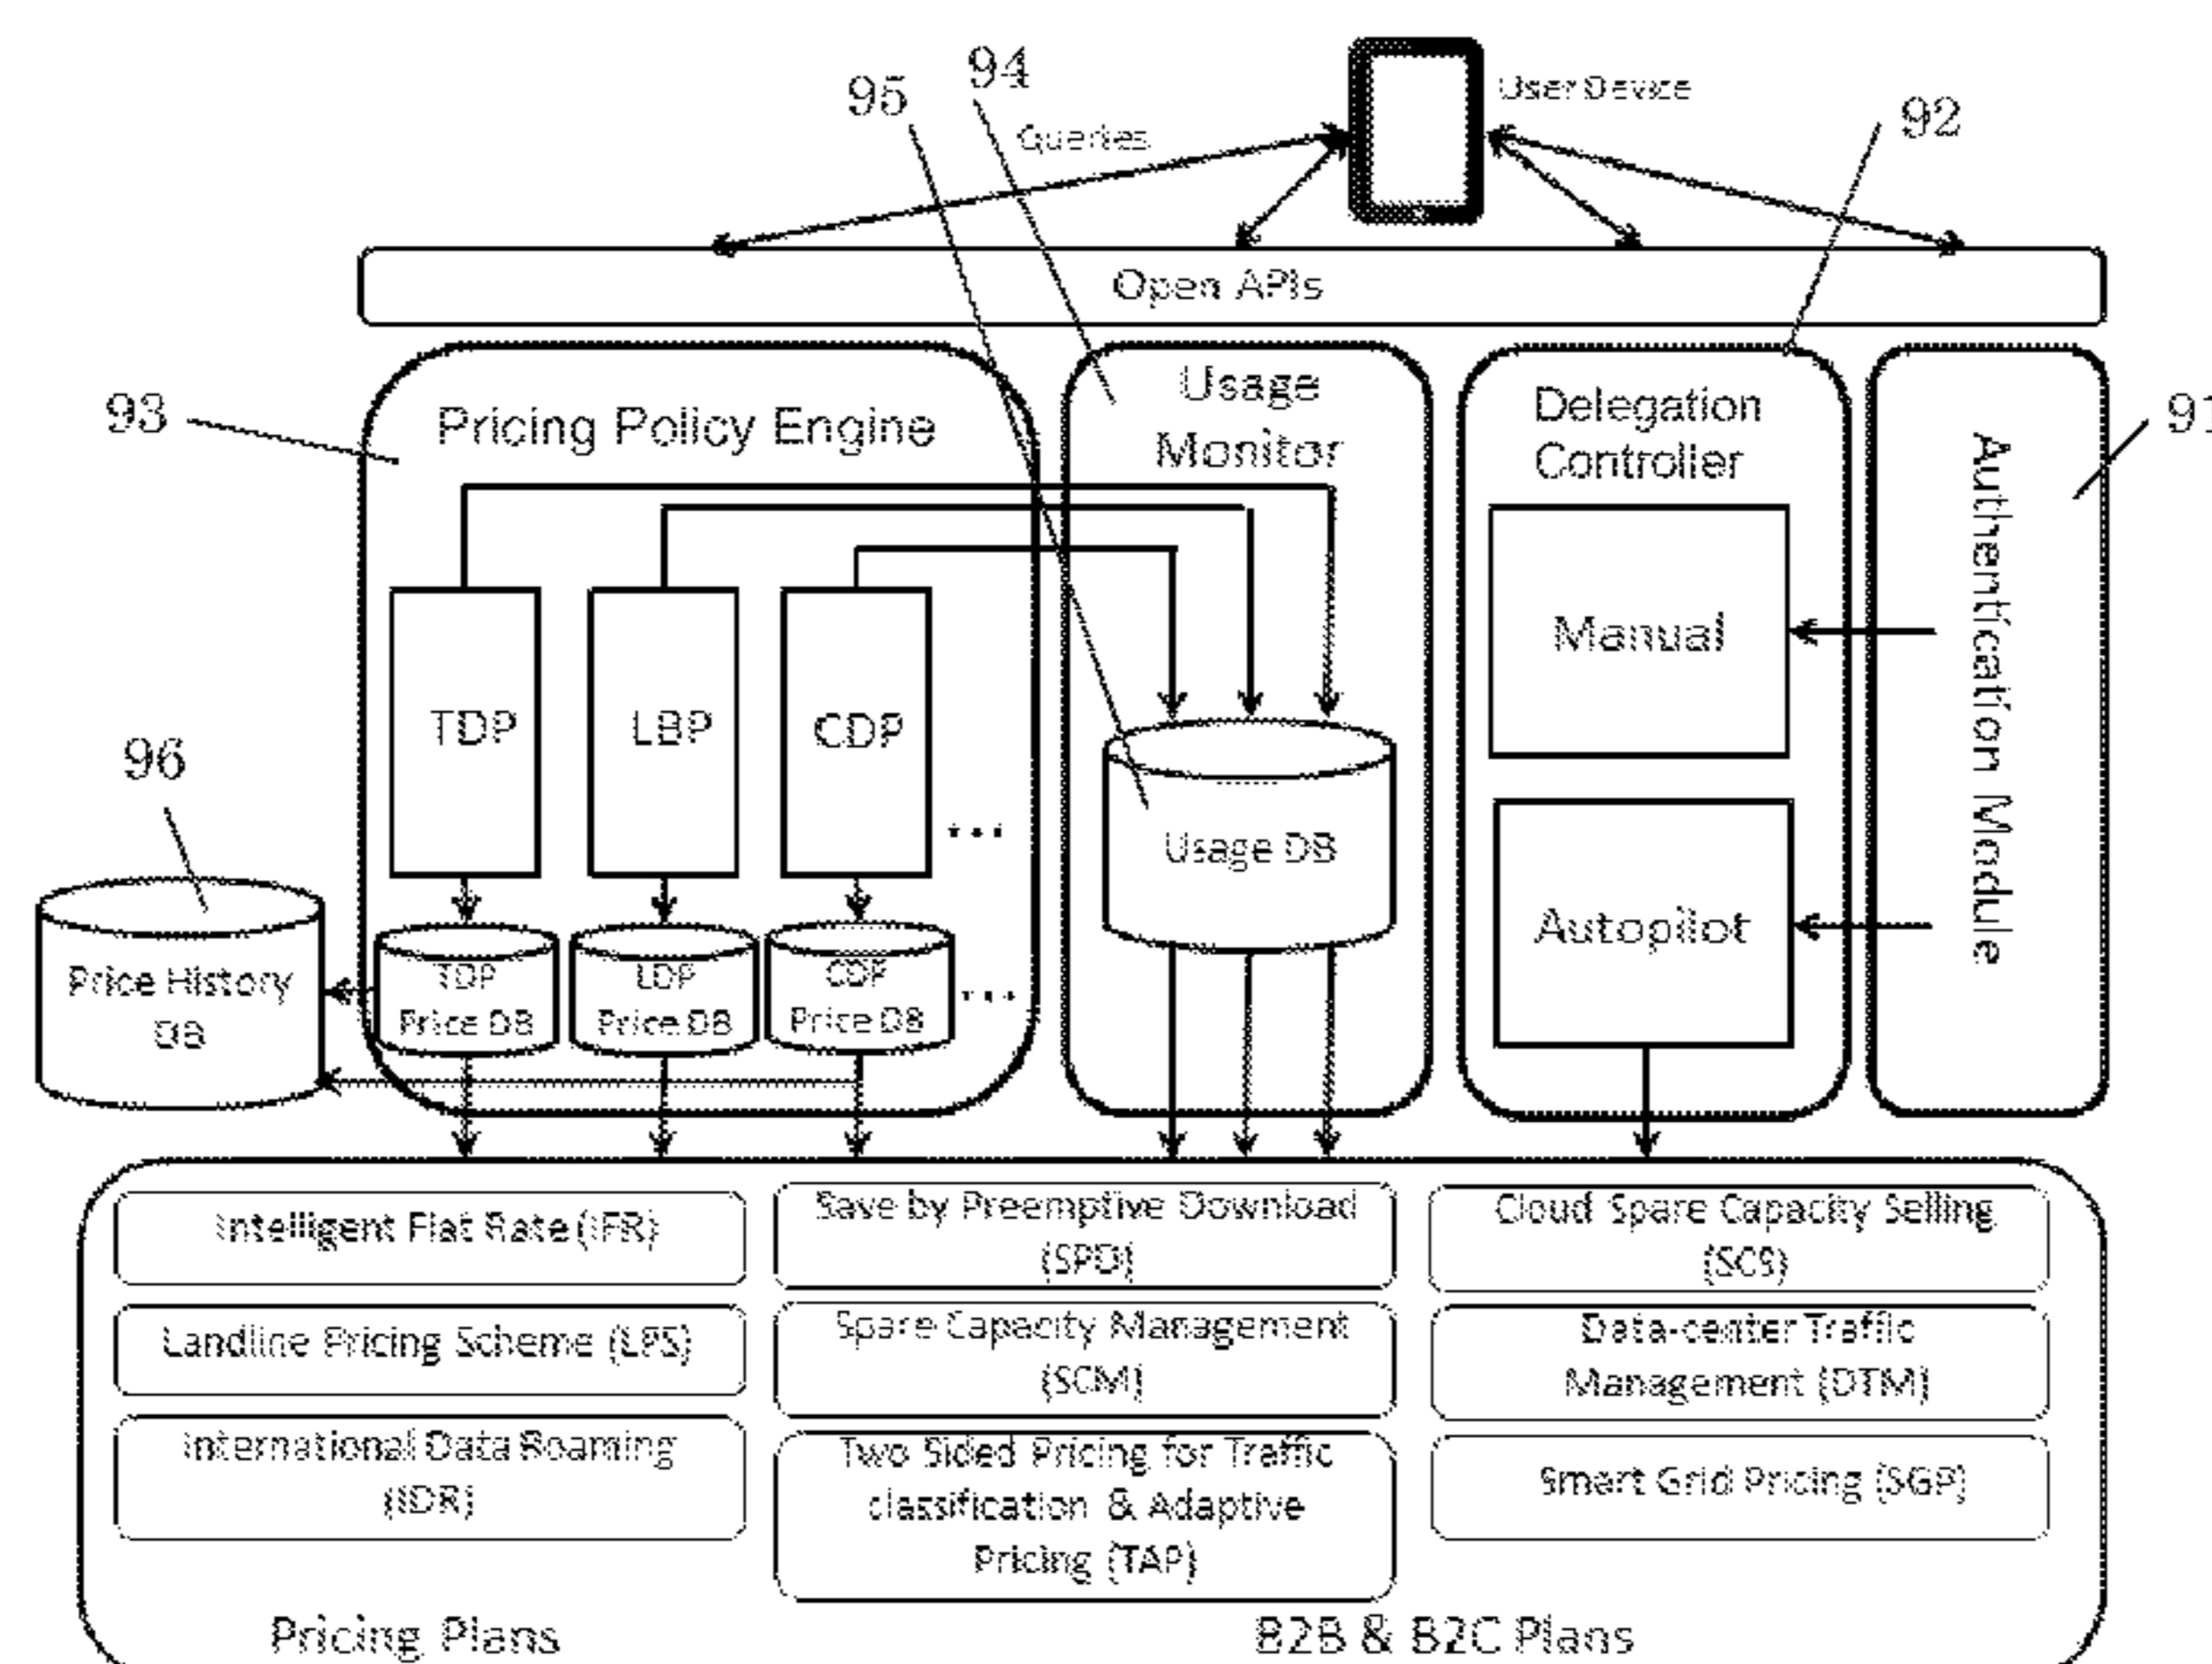 94
95
User Device
92
Queries
Open APIs
Usage
Monitor
93
Pricing Policy Engine
Delegation
Controller
91
Authentification Module
Manual
TDP
LBP
CDP
...
96
Usage DB
Autopilot
Price History
DB
TDP
Price DB
LDP
Price DB
CDP
Price DB
...
Intelligent Flat Rate (IFR)
Save by Preemptive Download
(SPD)
Cloud Spare Capacity Selling
(SCS)
Landline Pricing Scheme (LPS)
Spare Capacity Management
(SCM)
Data-center Traffic
Management (DTM)
International Data Roaming
(IDR)
Two Sided Pricing for Traffic
classification & Adaptive
Pricing (TAP)
Smart Grid Pricing (SGP)
Pricing Plans
B2B & B2C Plans